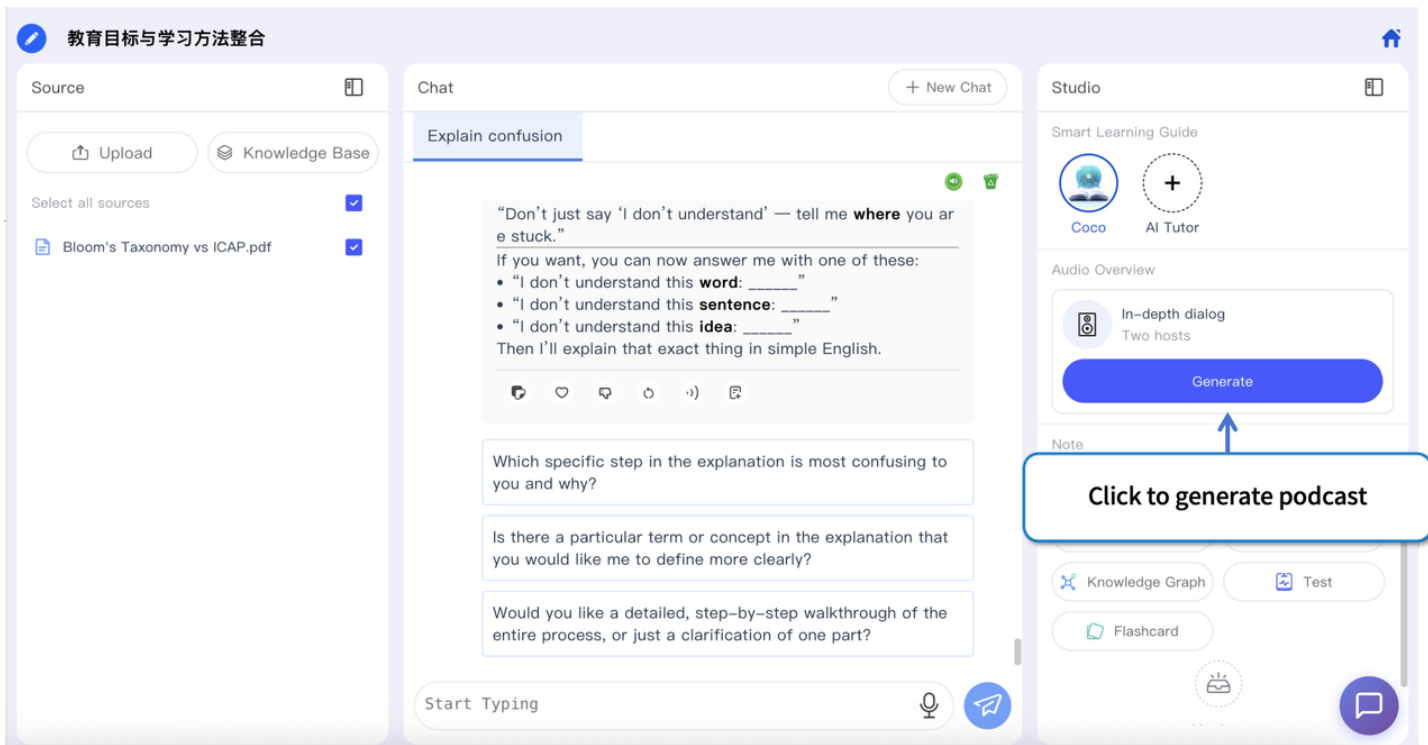 教育目标与学习方法整合
Source
Upload
Knowledge Base
Select all sources
Bloom's Taxonomy vs ICAP.pdf
Chat
+ New Chat
Explain confusion
“Don’t just say ‘I don’t understand’ — tell me where you ar
e stuck.”
If you want, you can now answer me with one of these:
• “I don’t understand this word: ______”
• “I don’t understand this sentence: ______”
• “I don’t understand this idea: ______”
Then I’ll explain that exact thing in simple English.
Which specific step in the explanation is most confusing to
you and why?
Is there a particular term or concept in the explanation that
you would like me to define more clearly?
Would you like a detailed, step-by-step walkthrough of the
entire process, or just a clarification of one part?
Start Typing
Studio
Smart Learning Guide
Coco
AI Tutor
Audio Overview
In-depth dialog
Two hosts
Generate
Note
Click to generate podcast
Knowledge Graph
Test
Flashcard